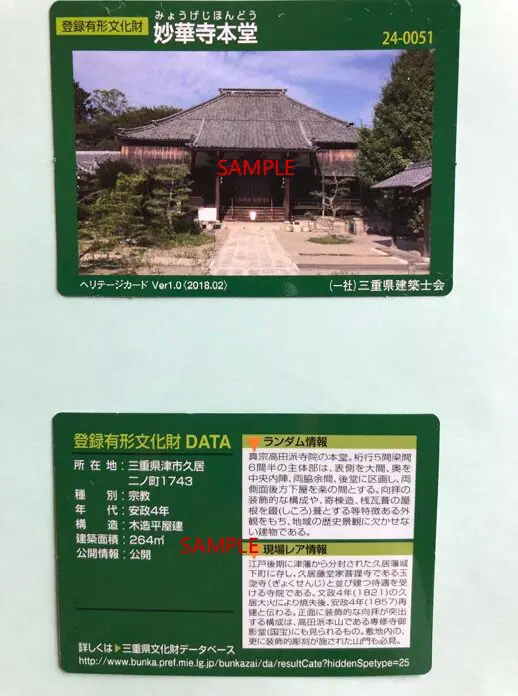 みょうげじほんどう
登録有形文化財 妙華寺本堂 24-0051
SAMPLE
ヘリテージカード Ver1.0〈2018.02〉 (一社)三重県建築士会
登録有形文化財 DATA
所在地:三重県津市久居
二ノ町1743
種別:宗教
年代:安政4年
構造:木造平屋建
建築面積:264㎡
公開情報:公開
SAMPLE
ランダム情報
真宗高田派寺院の本堂。桁行5間梁間
6間半の主体部は、表側を大間、奥を
中央内陣、両脇余間、後堂に区画し、両
側面後方下屋を楽の間とする。向拝の
装飾的な構成や、寄棟造、桟瓦葺の屋
根を錣(しころ)葺とする等特徴ある外
観をもち、地域の歴史景観に欠かせな
い建物である。
現場レア情報
江戸後期に津藩から分封された久居藩城
下町に存し、久居藤堂家菩提寺である玉
漩寺(ぎょくせんじ)と並び建つ待遇を受
ける寺院である。文政4年(1821)の久
居大火により焼失後、安政4年(1857)再
建と伝わる。正面に装飾的な向拝が突出
する構成は、高田派本山である専修寺御
影堂(国宝)にも見られるもの。敷地内の、
更に装飾的彫刻が施された山門も必見。
詳しくは▶三重県文化財データベース
http://www.bunka.pref.mie.lg.jp/bunkazai/da/resultCate?hiddenSpetype=25